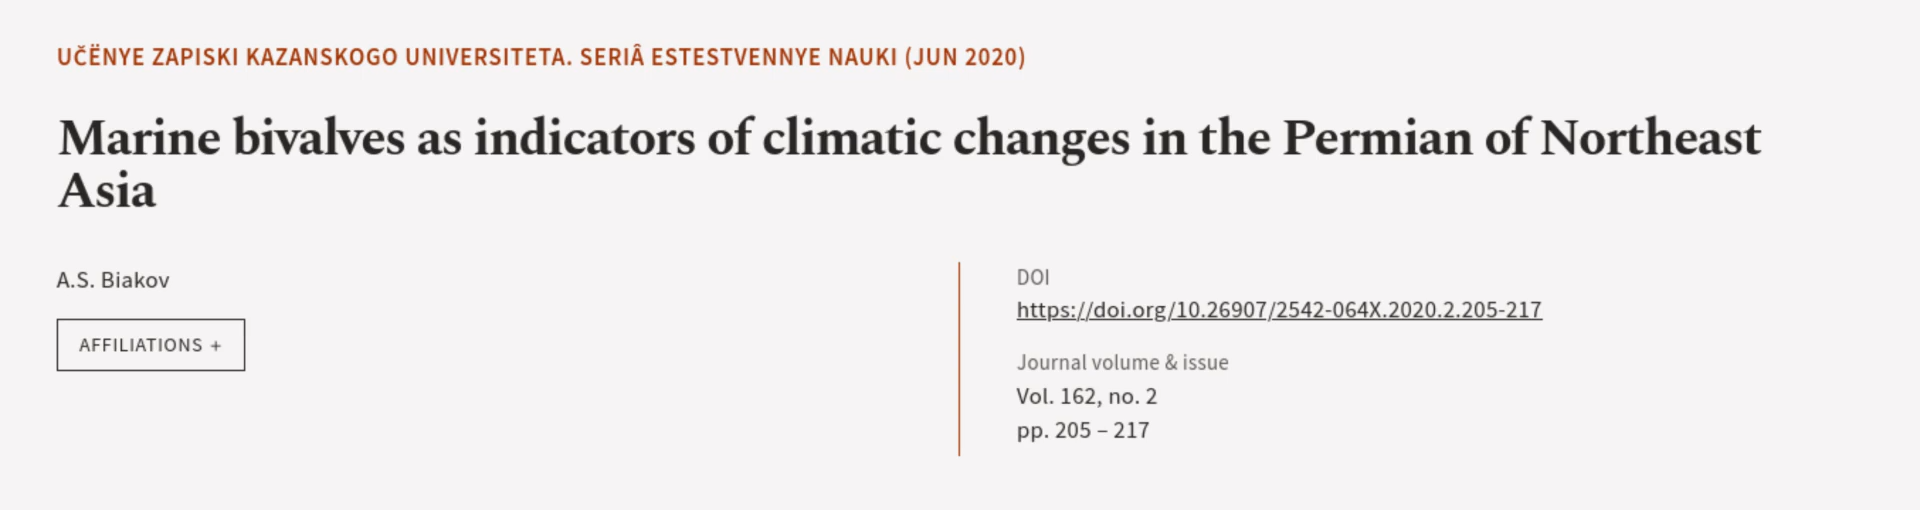 UČËNYE ZAPISKI KAZANSKOGO UNIVERSITETA. SERIÂ ESTESTVENNYE NAUKI (JUN 2020)
Marine bivalves as indicators of climatic changes in the Permian of Northeast
Asia
A.S. Biakov
AFFILIATIONS +
DOI
https://doi.org/10.26907/2542-064X.2020.2.205-217
Journal volume & issue
Vol. 162, no. 2
pp. 205 – 217